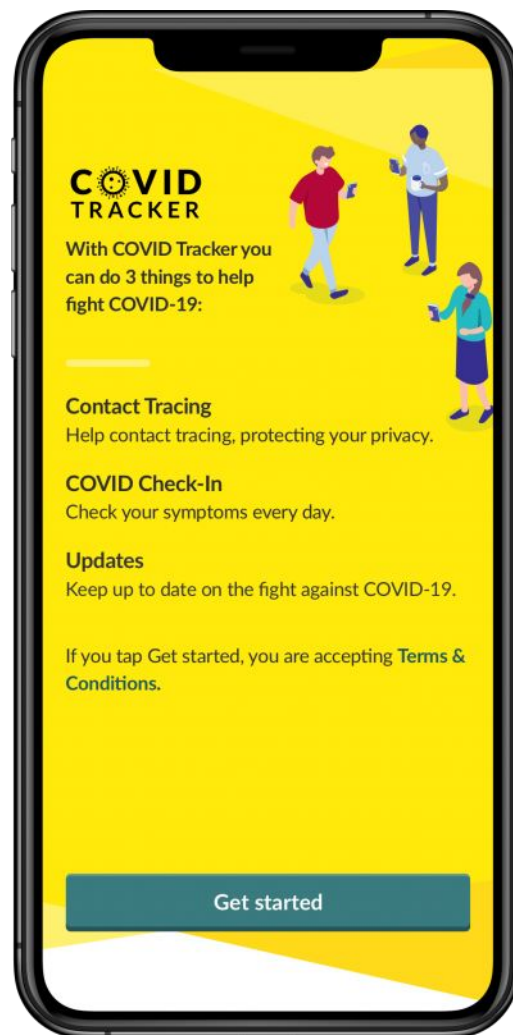 COVID
TRACKER
With COVID Tracker you
can do 3 things to help
fight COVID-19:
Contact Tracing
Help contact tracing, protecting your privacy.
COVID Check-In
Check your symptoms every day.
Updates
Keep up to date on the fight against COVID-19.
If you tap Get started, you are accepting Terms &
Conditions.
Get started